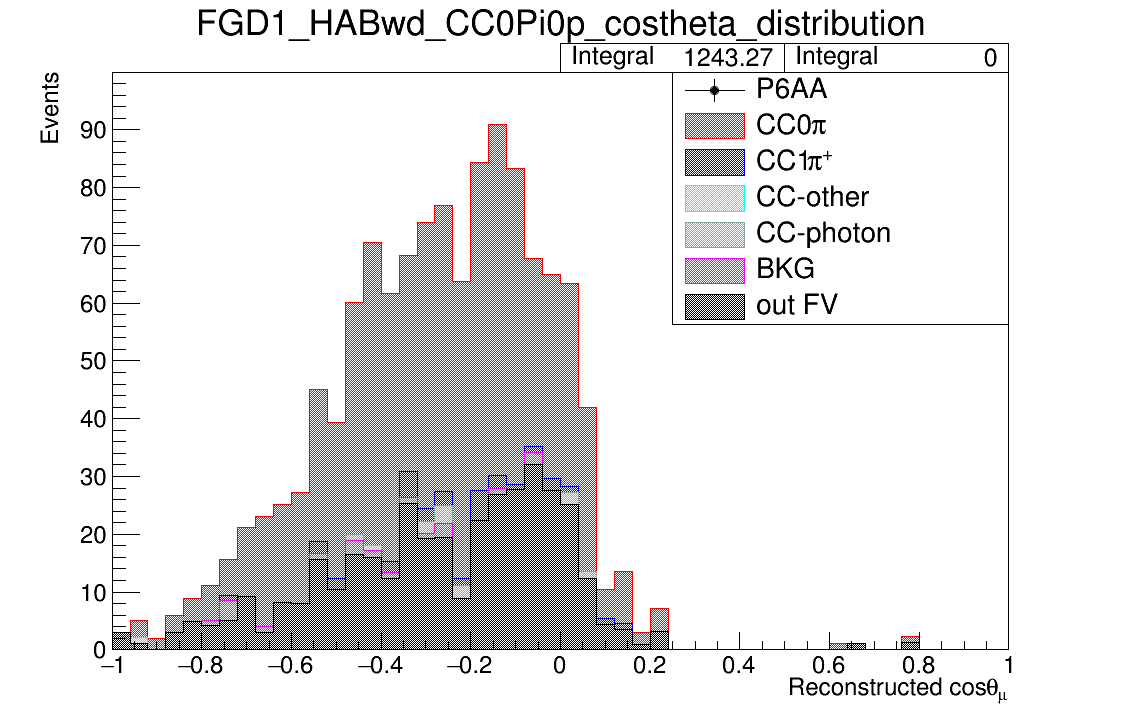 FGD1_HABwd_CC0Pi0p_costheta_distribution
Integral 1243.27 Integral 0
Events
P6AA
CC0π
CC1π⁺
CC-other
CC-photon
BKG
out FV
90
80
70
60
50
40
30
20
10
0
−1 −0.8 −0.6 −0.4 −0.2 0 0.2 0.4 0.6 0.8 1
Reconstructed cosθμ